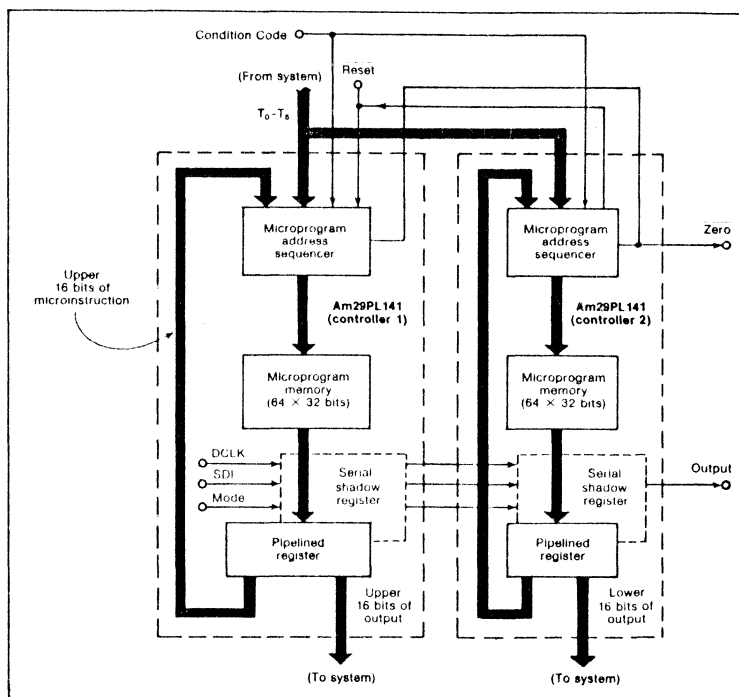 Condition Code
(From system)
Reset
T0-T5
Microprogram
address
sequencer
Microprogram
address
sequencer
Zero
Upper
16 bits of
microinstruction
Am29PL141
(controller 1)
Am29PL141
(controller 2)
Microprogram
memory
(64 × 32 bits)
Microprogram
memory
(64 × 32 bits)
DCLK
SDI
Mode
Serial
shadow
register
Serial
shadow
register
Output
Pipelined
register
Pipelined
register
Upper
16 bits of
output
Lower
16 bits of
output
(To system)
(To system)